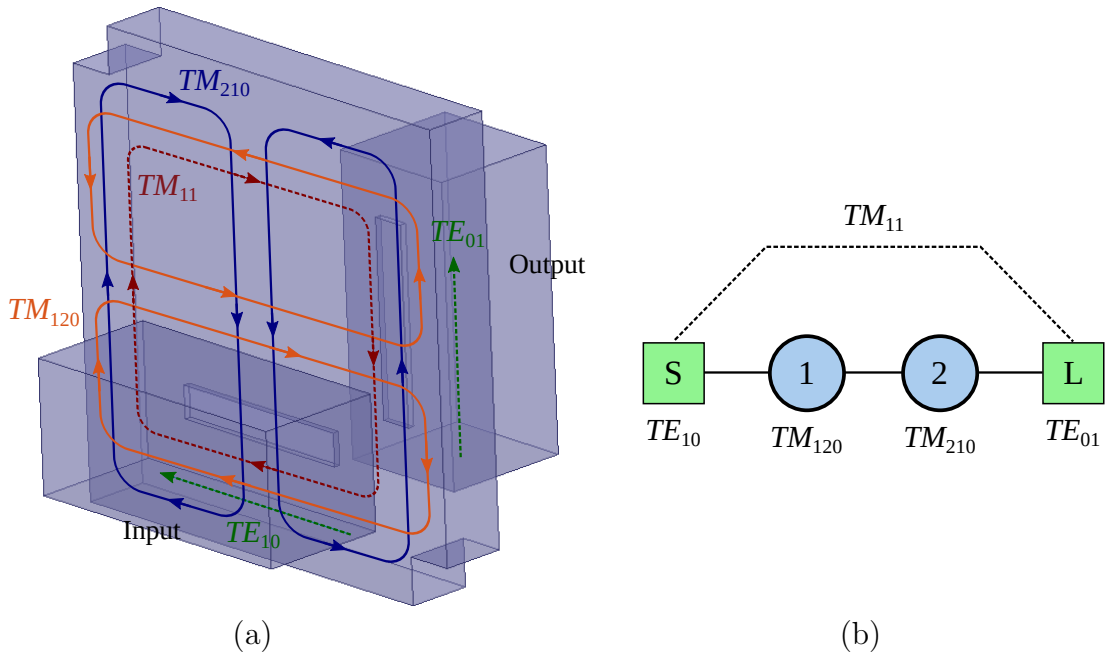 TM₂₁₀
TM₁₁
TE₀₁
Output
TM₁₂₀
Input
TE₁₀
(a)
TM₁₁
S 1 2 L
TE₁₀ TM₁₂₀ TM₂₁₀ TE₀₁
(b)